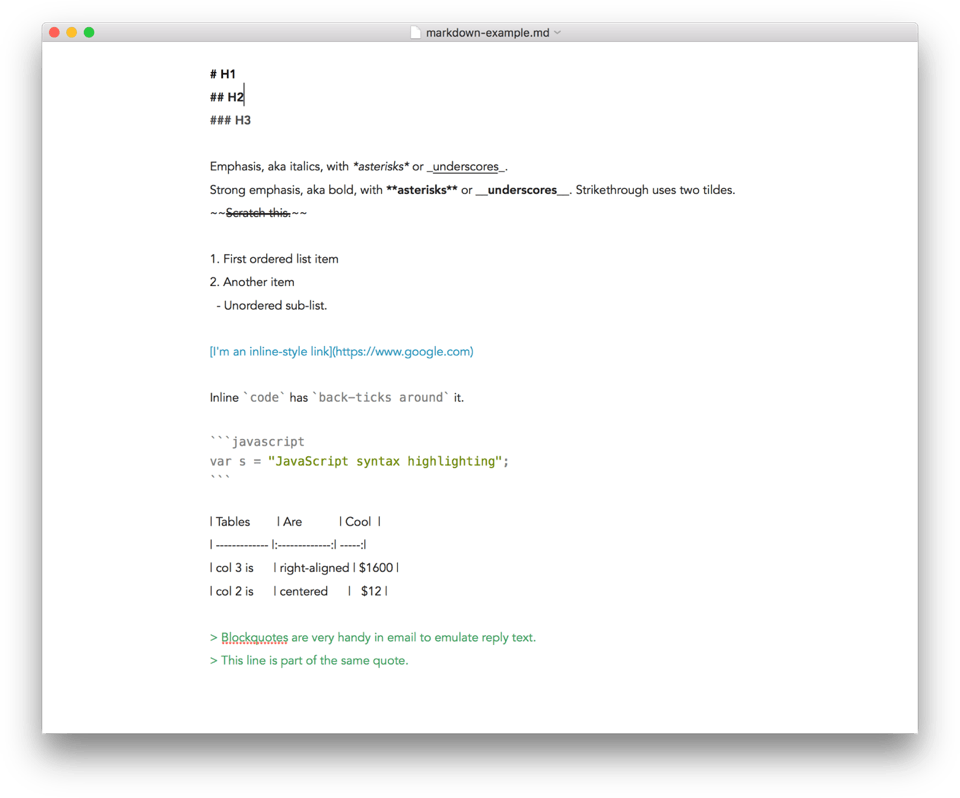 markdown-example.md
# H1
## H2
### H3
Emphasis, aka italics, with *asterisks* or _underscores_.
Strong emphasis, aka bold, with **asterisks** or __underscores__. Strikethrough uses two tildes.
~~Scratch this.~~
1. First ordered list item
2. Another item
  - Unordered sub-list.
[I'm an inline-style link](https://www.google.com)
Inline `code` has `back-ticks around` it.
```javascript
var s = "JavaScript syntax highlighting";
```
| Tables        | Are           | Cool  |
| ------------- |:-------------:| -----:|
| col 3 is      | right-aligned | $1600 |
| col 2 is      | centered      |   $12 |
> Blockquotes are very handy in email to emulate reply text.
> This line is part of the same quote.